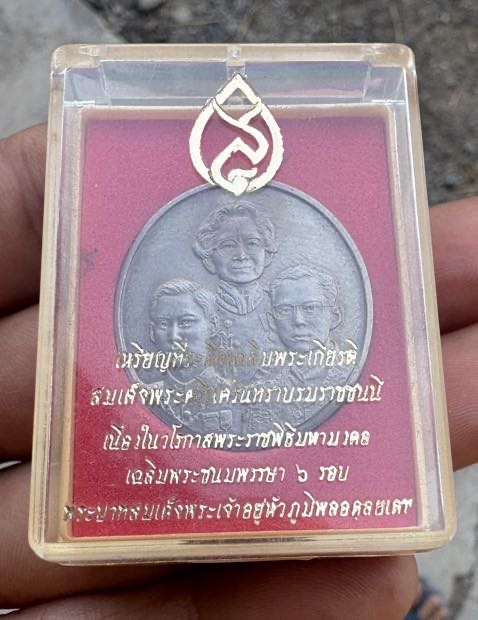 เหรียญที่ระลึกเฉลิมพระเกียรติ
สมเด็จพระศรีนครินทราบรมราชชนนี
เนื่องในวโรกาสพระราชพิธีมหามงคล
เฉลิมพระชนมพรรษา ๖ รอบ
พระบาทสมเด็จพระเจ้าอยู่หัวภูมิพลอดุลยเดช